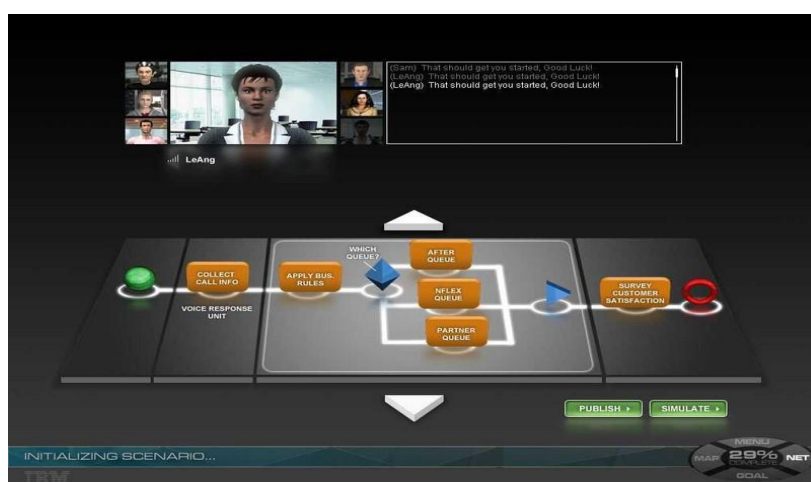 (Sam) That should get you started, Good Luck!
(LeAng) That should get you started, Good Luck!
(LeAng) That should get you started, Good Luck!
LeAng
WHICH
QUEUE?
AFTER
QUEUE
COLLECT
CALL INFO
APPLY BUS.
RULES
NFLEX
QUEUE
SURVEY
CUSTOMER
SATISFACTION
VOICE RESPONSE
UNIT
PARTNER
QUEUE
PUBLISH
SIMULATE
INITIALIZING SCENARIO...
MENU
MAP
29%
COMPLETE
NET
GOAL
IBM